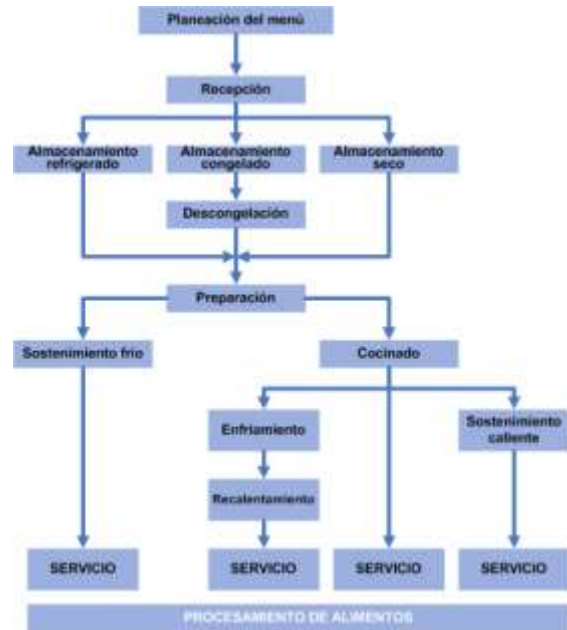 Planeación del menú
Recepción
Almacenamiento
refrigerado
Almacenamiento
congelado
Almacenamiento
seco
Descongelación
Preparación
Sostenimiento frío
Cocinado
Enfriamiento
Sostenimiento
caliente
Recalentamiento
SERVICIO
SERVICIO
SERVICIO
SERVICIO
PROCESAMIENTO DE ALIMENTOS